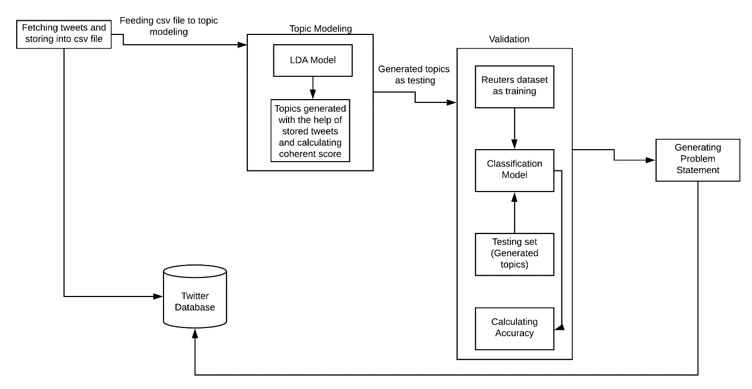 Fetching tweets and
storing into csv file
Feeding csv file to topic
modeling
Topic Modeling
LDA Model
Topics generated
with the help of
stored tweets
and calculating
coherent score
Generated topics
as testing
Validation
Reuters dataset
as training
Classification
Model
Testing set
(Generated
topics)
Calculating
Accuracy
Generating
Problem
Statement
Twitter
Database